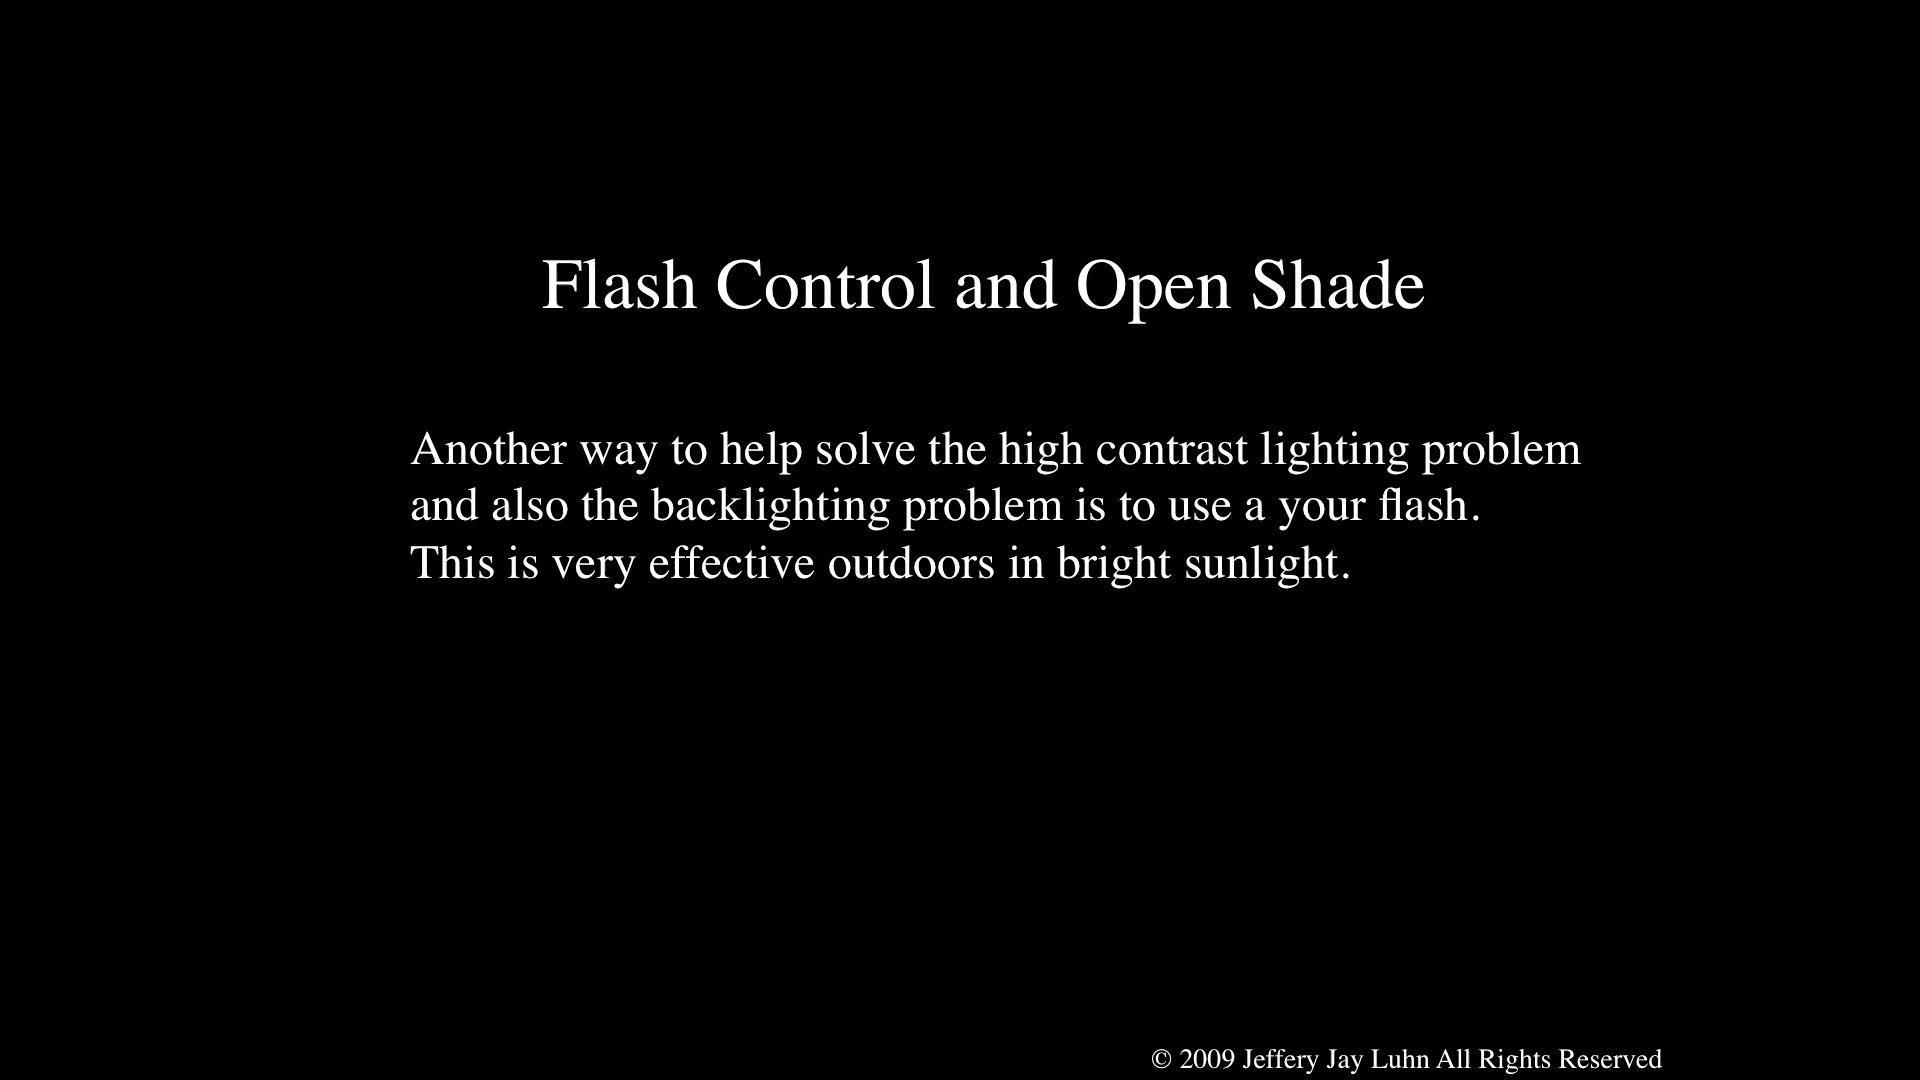 Flash Control and Open Shade
Another way to help solve the high contrast lighting problem
and also the backlighting problem is to use a your flash.
This is very effective outdoors in bright sunlight.
© 2009 Jeffery Jay Luhn All Rights Reserved